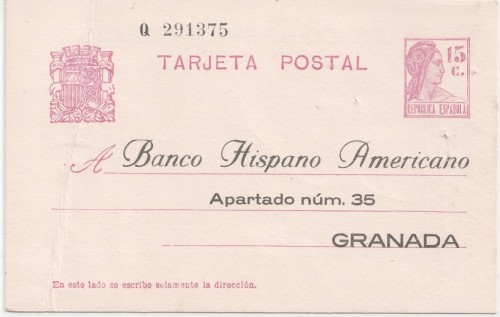 Q 291375
TARJETA POSTAL
15 c.
REPUBLICA ESPAÑOLA
A Banco Hispano Americano
Apartado núm. 35
GRANADA
En este lado se escribe solamente la dirección.